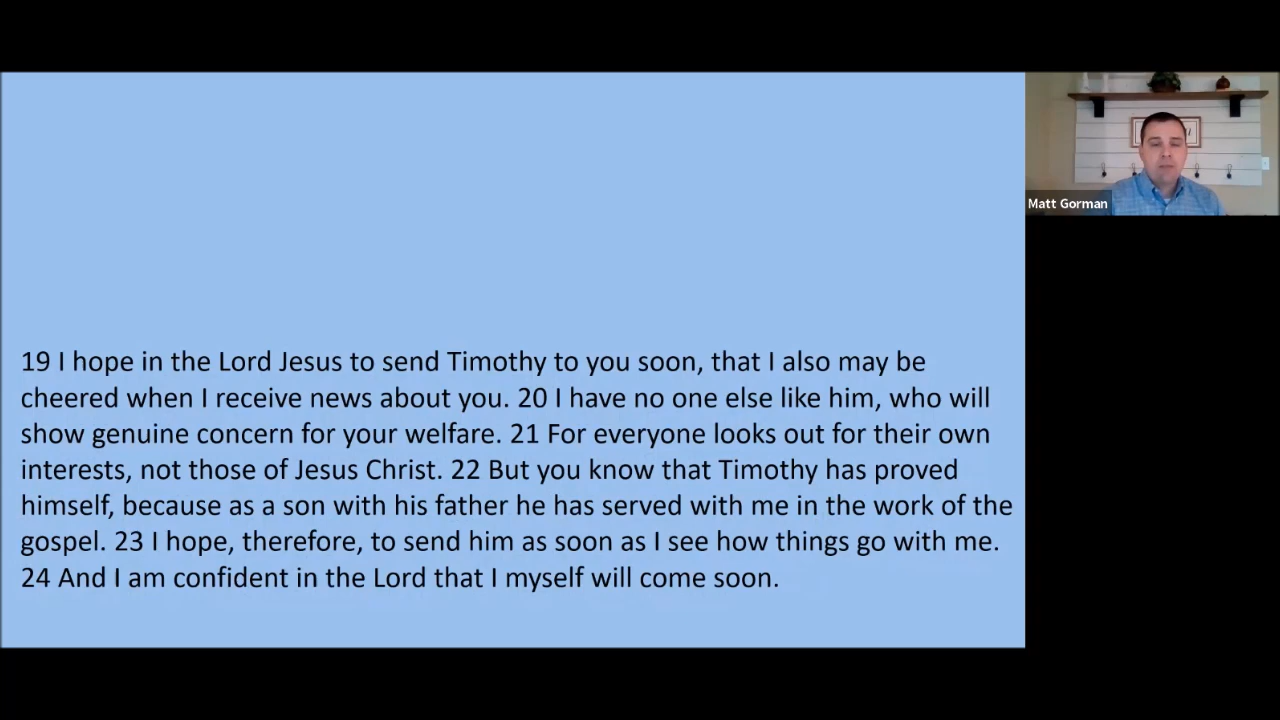 19 I hope in the Lord Jesus to send Timothy to you soon, that I also may be
cheered when I receive news about you. 20 I have no one else like him, who will
show genuine concern for your welfare. 21 For everyone looks out for their own
interests, not those of Jesus Christ. 22 But you know that Timothy has proved
himself, because as a son with his father he has served with me in the work of the
gospel. 23 I hope, therefore, to send him as soon as I see how things go with me.
24 And I am confident in the Lord that I myself will come soon.
Matt Gorman